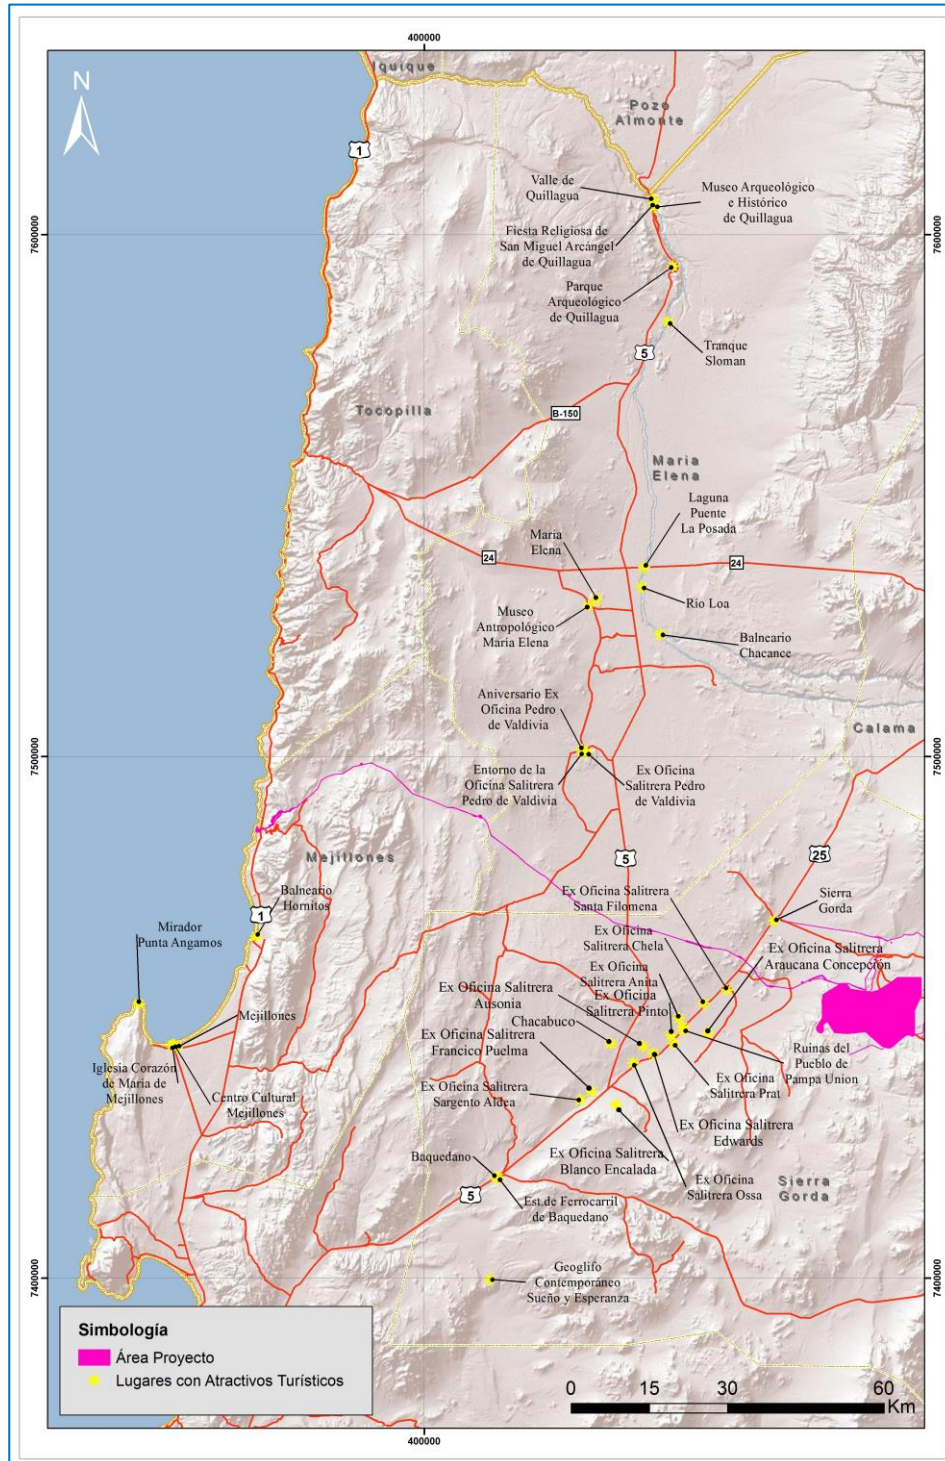 400000
Iquique
N
Pozo
Almonte
1
Valle de
Quillagua
Museo Arqueológico
e Histórico
de Quillagua
Fiesta Religiosa de
San Miguel Arcángel
de Quillagua
7600000
7600000
Parque
Arqueológico
de Quillagua
Tranque
Sloman
5
Tocopilla
B-150
Maria
Elena
Laguna
Puente
La Posada
María
Elena
24
24
Rio Loa
Museo
Antropológico
María Elena
Balneario
Chacance
Aniversario Ex
Oficina Pedro
de Valdivia
Calama
7500000
7500000
Entorno de la
Oficina Salitrera
Pedro de Valdivia
Ex Oficina
Salitrera Pedro
de Valdivia
Mejillones
5
25
Ex Oficina Salitrera
Santa Filomena
Balneario
Hornitos
Sierra
Gorda
1
Mirador
Punta Angamos
Ex Oficina
Salitrera Chela
Ex Oficina Salitrera
Araucana Concepción
Ex Oficina
Salitrera Anita
Ex Oficina Salitrera
Ausonia
Ex Oficina
Salitrera Pinto
Mejillones
Chacabuco
Ex Oficina Salitrera
Francico Puelma
Ruinas del
Pueblo de
Pampa Union
Iglesia Corazón
de María de
Mejillones
Centro Cultural
Mejillones
Ex Oficina
Salitrera Prat
Ex Oficina Salitrera
Sargento Aldea
Ex Oficina Salitrera
Edwards
Baquedano
Ex Oficina Salitrera
Blanco Encalada
Ex Oficina
Salitrera Ossa
Sierra
Gorda
5
Est de Ferrocarril
de Baquedano
7400000
7400000
Geoglifo
Contemporáneo
Sueño y Esperanza
Simbología
Área Proyecto
Lugares con Atractivos Turísticos
0 15 30 60
Km
400000